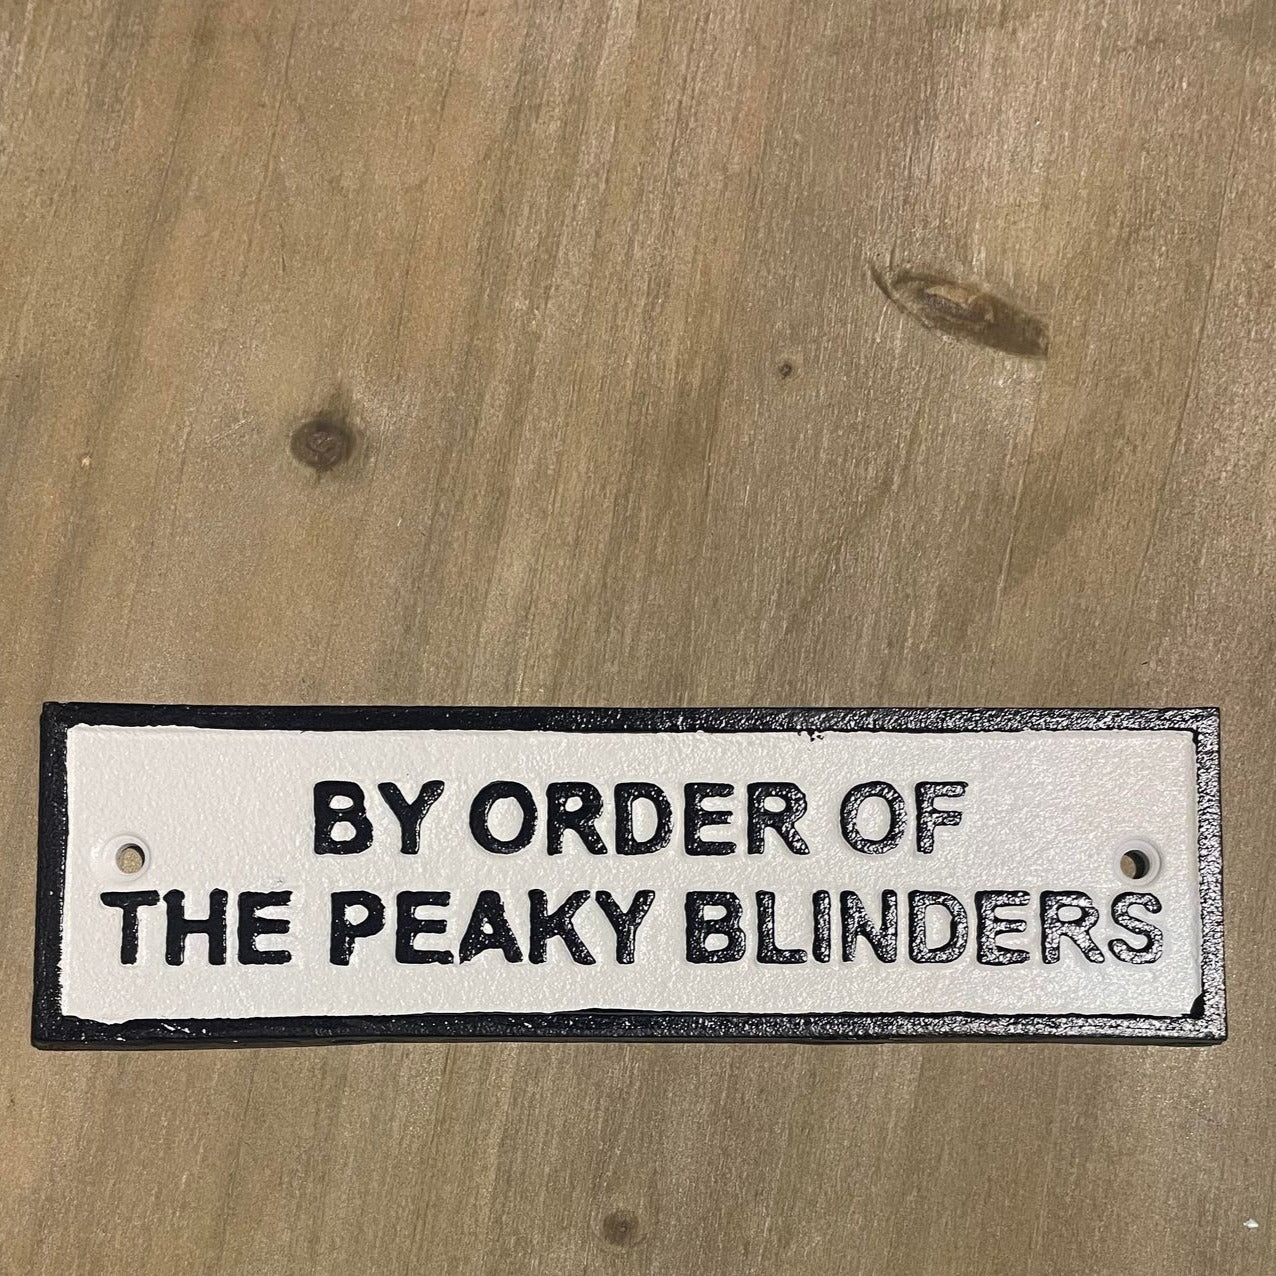 BY ORDER OF
THE PEAKY BLINDERS